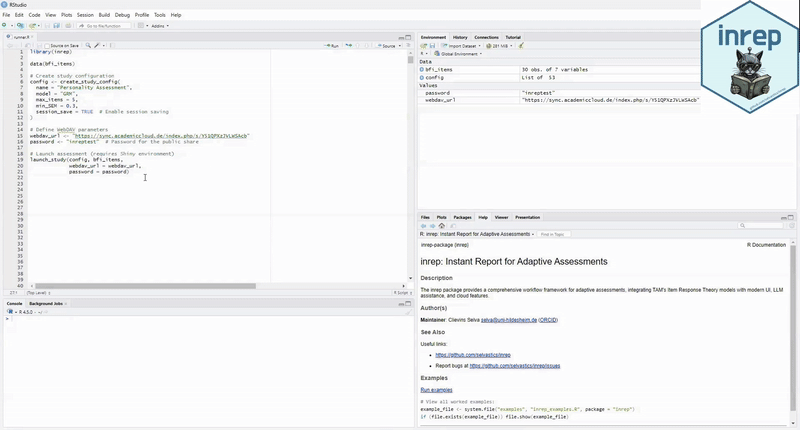 RStudio
File Edit Code View Plots Session Build Debug Profile Tools Help
Go to file/function
Addins
runner.R
Source on Save
Run
Source
1 library(inrep)
2
3 data(bfi_items)
4
5
6 # Create study configuration
7 config <- create_study_config(
8 name = "Personality Assessment",
9 model = "GRM",
10 max_items = 5,
11 min_SEM = 0.3,
12 session_save = TRUE # Enable session saving
13 )
14 # Define WebDAV parameters
15 webdav_url <- "https://sync.academiccloud.de/index.php/s/Y51QPXzJVLWSAcb"
16 password <- "inreptest" # Password for the public share
17
18 # Launch assessment (requires Shiny environment)
19 launch_study(config, bfi_items,
20 webdav_url = webdav_url,
21 password = password)
22
23
24
25
26
27
28
29
30
31
32
33
34
35
36
37
38
39
40
27:1 (Top Level)
R Script
Console Background Jobs
R 4.5.0 · ~/
>
Environment History Connections Tutorial
Import Dataset 281 MiB
R Global Environment
Data
bfi_items 30 obs. of 7 variables
config List of 53
Values
password "inreptest"
webdav_url "https://sync.academiccloud.de/index.php/s/Y51QPXzJVLWSAcb"
inrep
Files Plots Packages Help Viewer Presentation
R: inrep: Instant Report for Adaptive Assessments
Find in Topic
inrep-package {inrep}
R Documentation
inrep: Instant Report for Adaptive Assessments
Description
The inrep package provides a comprehensive workflow framework for adaptive assessments, integrating TAM's Item Response Theory models with modern UI, LLM
assistance, and cloud features
Author(s)
Maintainer: Clievins Selva selva@uni-hildesheim.de (ORCID)
See Also
Useful links:
• https://github.com/selvastics/inrep
• Report bugs at https://github.com/selvastics/inrep/issues
Examples
Run examples
# View all worked examples:
example_file <- system.file("examples", "inrep_examples.R", package = "inrep")
if (file.exists(example_file)) file.show(example_file)